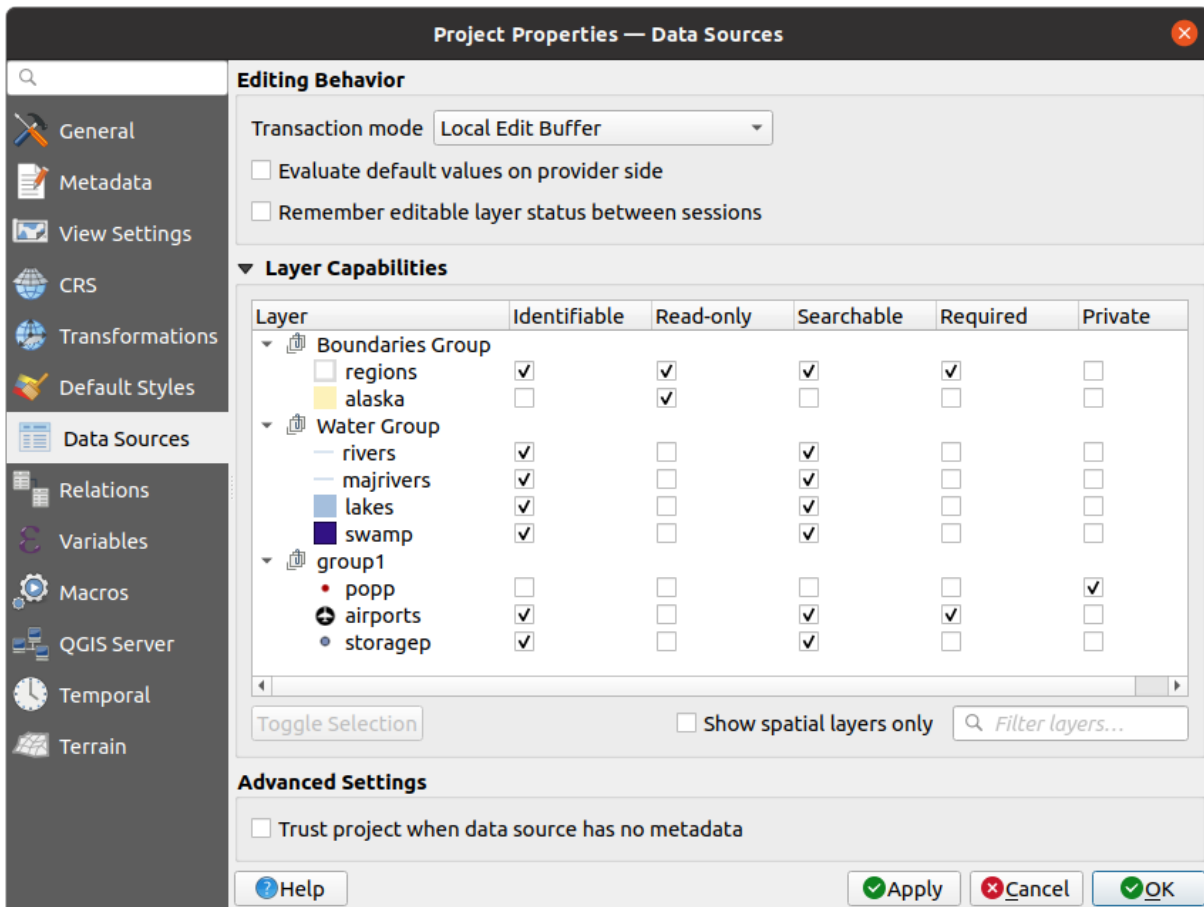 Project Properties — Data Sources
General
Metadata
View Settings
CRS
Transformations
Default Styles
Data Sources
Relations
Variables
Macros
QGIS Server
Temporal
Terrain
Editing Behavior
Transaction mode Local Edit Buffer
Evaluate default values on provider side
Remember editable layer status between sessions
Layer Capabilities
Layer Identifiable Read-only Searchable Required Private
Boundaries Group
regions
alaska
Water Group
rivers
majrivers
lakes
swamp
group1
popp
airports
storagep
Toggle Selection Show spatial layers only Filter layers...
Advanced Settings
Trust project when data source has no metadata
Help Apply Cancel OK